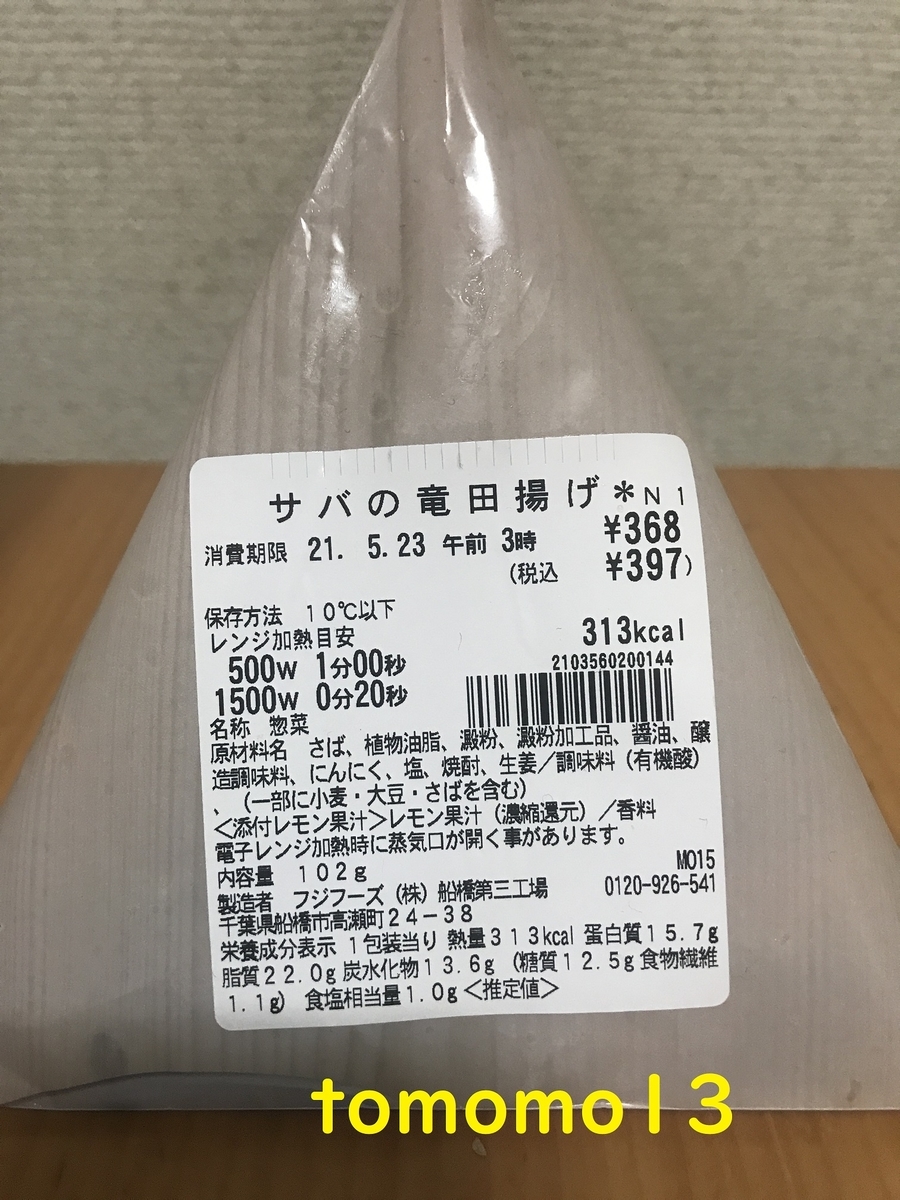 サバの竜田揚げ＊N1
¥368
消費期限 21. 5.23 午前 3時
(税込 ¥397)
保存方法 10℃以下
レンジ加熱目安
313kcal
500W 1分00秒
2103560200144
1500W 0分20秒
名称 惣菜
原材料名 さば、植物油脂、澱粉、澱粉加工品、醤油、醸
造調味料、にんにく、塩、焼酎、生姜／調味料（有機酸）
、（一部に小麦・大豆・さばを含む）
＜添付レモン果汁＞レモン果汁（濃縮還元）／香料
電子レンジ加熱時に蒸気口が開く事があります。
内容量 102g
M015
製造者 フジフーズ（株）船橋第三工場 0120-926-541
千葉県船橋市高瀬町24－38
栄養成分表示 1包装当り 熱量313kcal 蛋白質15.7g
脂質22.0g 炭水化物13.6g （糖質12.5g 食物繊維
1.1g） 食塩相当量1.0g＜推定値＞
tomomo13